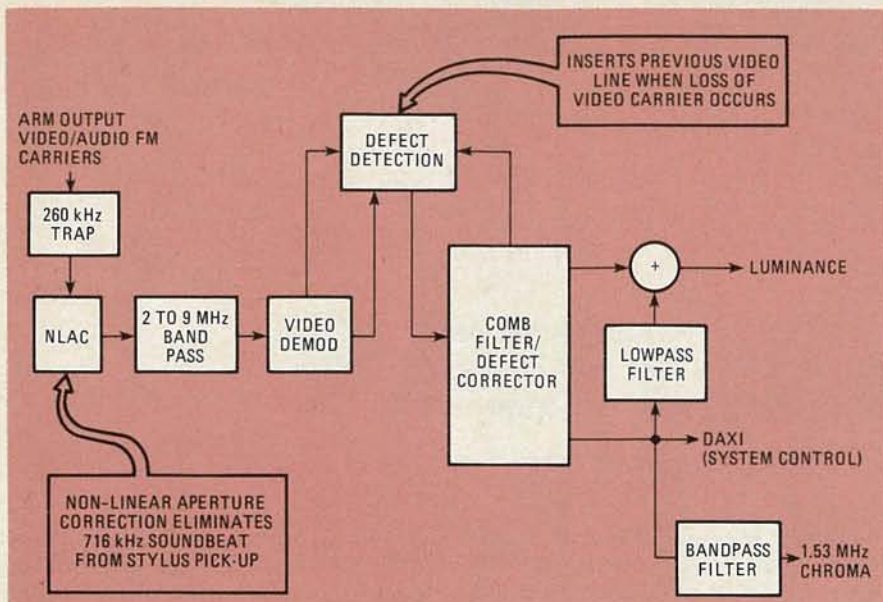 INSERTS PREVIOUS VIDEO
LINE WHEN LOSS OF
VIDEO CARRIER OCCURS
ARM OUTPUT
VIDEO/AUDIO FM
CARRIERS
DEFECT
DETECTION
260 kHz
TRAP
NLAC
2 TO 9 MHz
BAND
PASS
VIDEO
DEMOD
COMB
FILTER/
DEFECT
CORRECTOR
+
LUMINANCE
LOWPASS
FILTER
DAXI
(SYSTEM CONTROL)
NON-LINEAR APERTURE
CORRECTION ELIMINATES
716 kHz SOUNDBEAT
FROM STYLUS PICK-UP
BANDPASS
FILTER
1.53 MHz
CHROMA